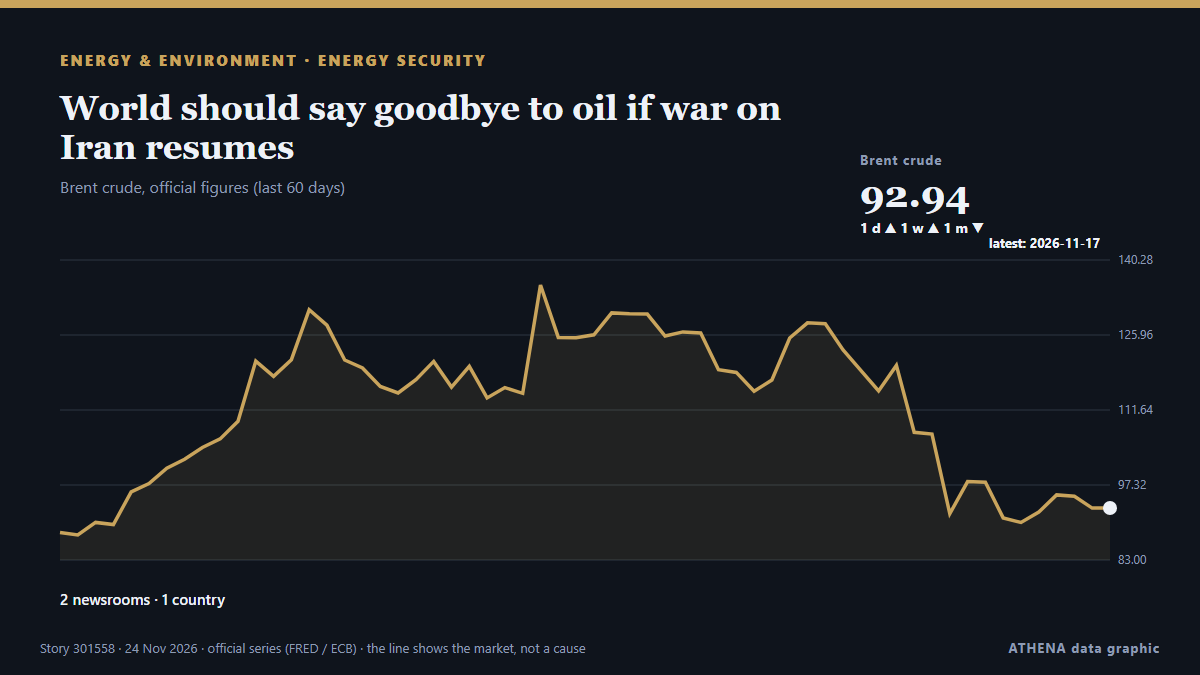 ENERGY & ENVIRONMENT · ENERGY SECURITY
World should say goodbye to oil if war on
Iran resumes
Brent crude, official figures (last 60 days)
Brent crude
92.94
1 d ▲ 1 w ▲ 1 m ▼
latest: 2026-11-17
140.28
125.96
111.64
97.32
83.00
2 newsrooms · 1 country
Story 301558 · 24 Nov 2026 · official series (FRED / ECB) · the line shows the market, not a cause
ATHENA data graphic